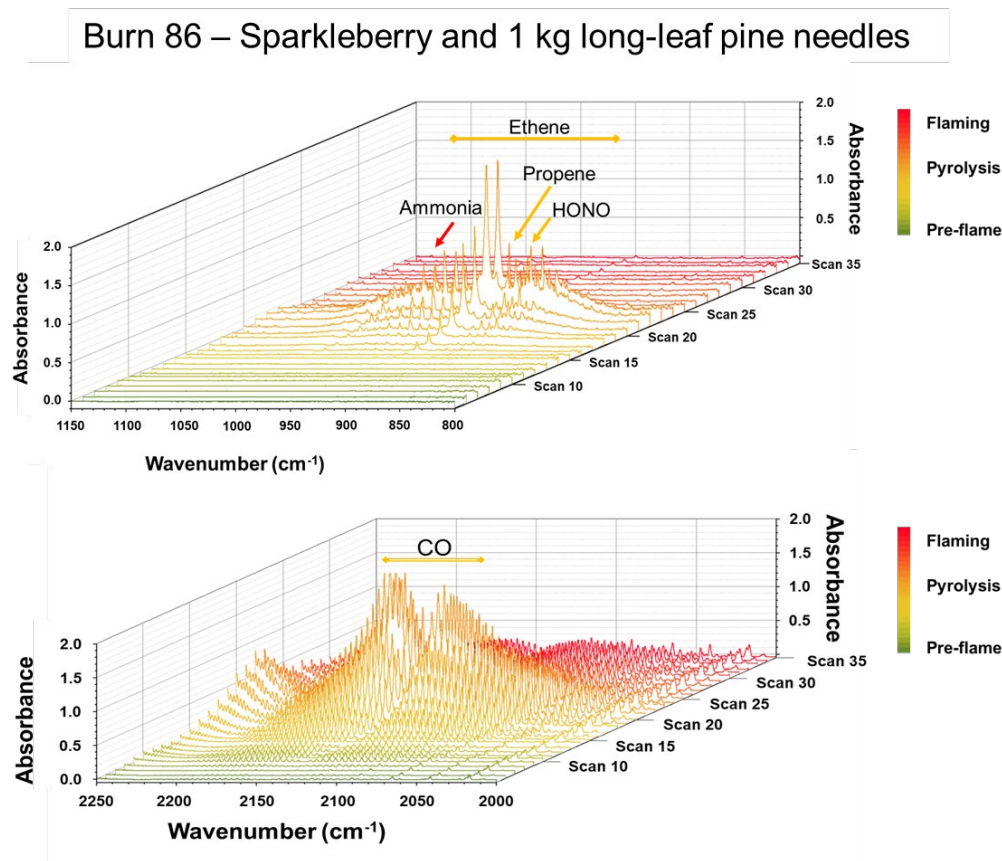 Burn 86 – Sparkleberry and 1 kg long-leaf pine needles
2.0
Ethene
1.5
Absorbance
Propene
1.0
Ammonia
HONO
0.5
Flaming
Pyrolysis
Pre-flame
2.0
1.5
1.0
0.5
0.0
Absorbance
Scan 35
Scan 30
Scan 25
Scan 20
Scan 15
Scan 10
1150 1100 1050 1000 950 900 850 800
Wavenumber (cm-1)
2.0
CO
1.5
Absorbance
1.0
0.5
Flaming
Pyrolysis
Pre-flame
2.0
1.5
1.0
0.5
0.0
Absorbance
Scan 35
Scan 30
Scan 25
Scan 20
Scan 15
Scan 10
2250 2200 2150 2100 2050 2000
Wavenumber (cm-1)